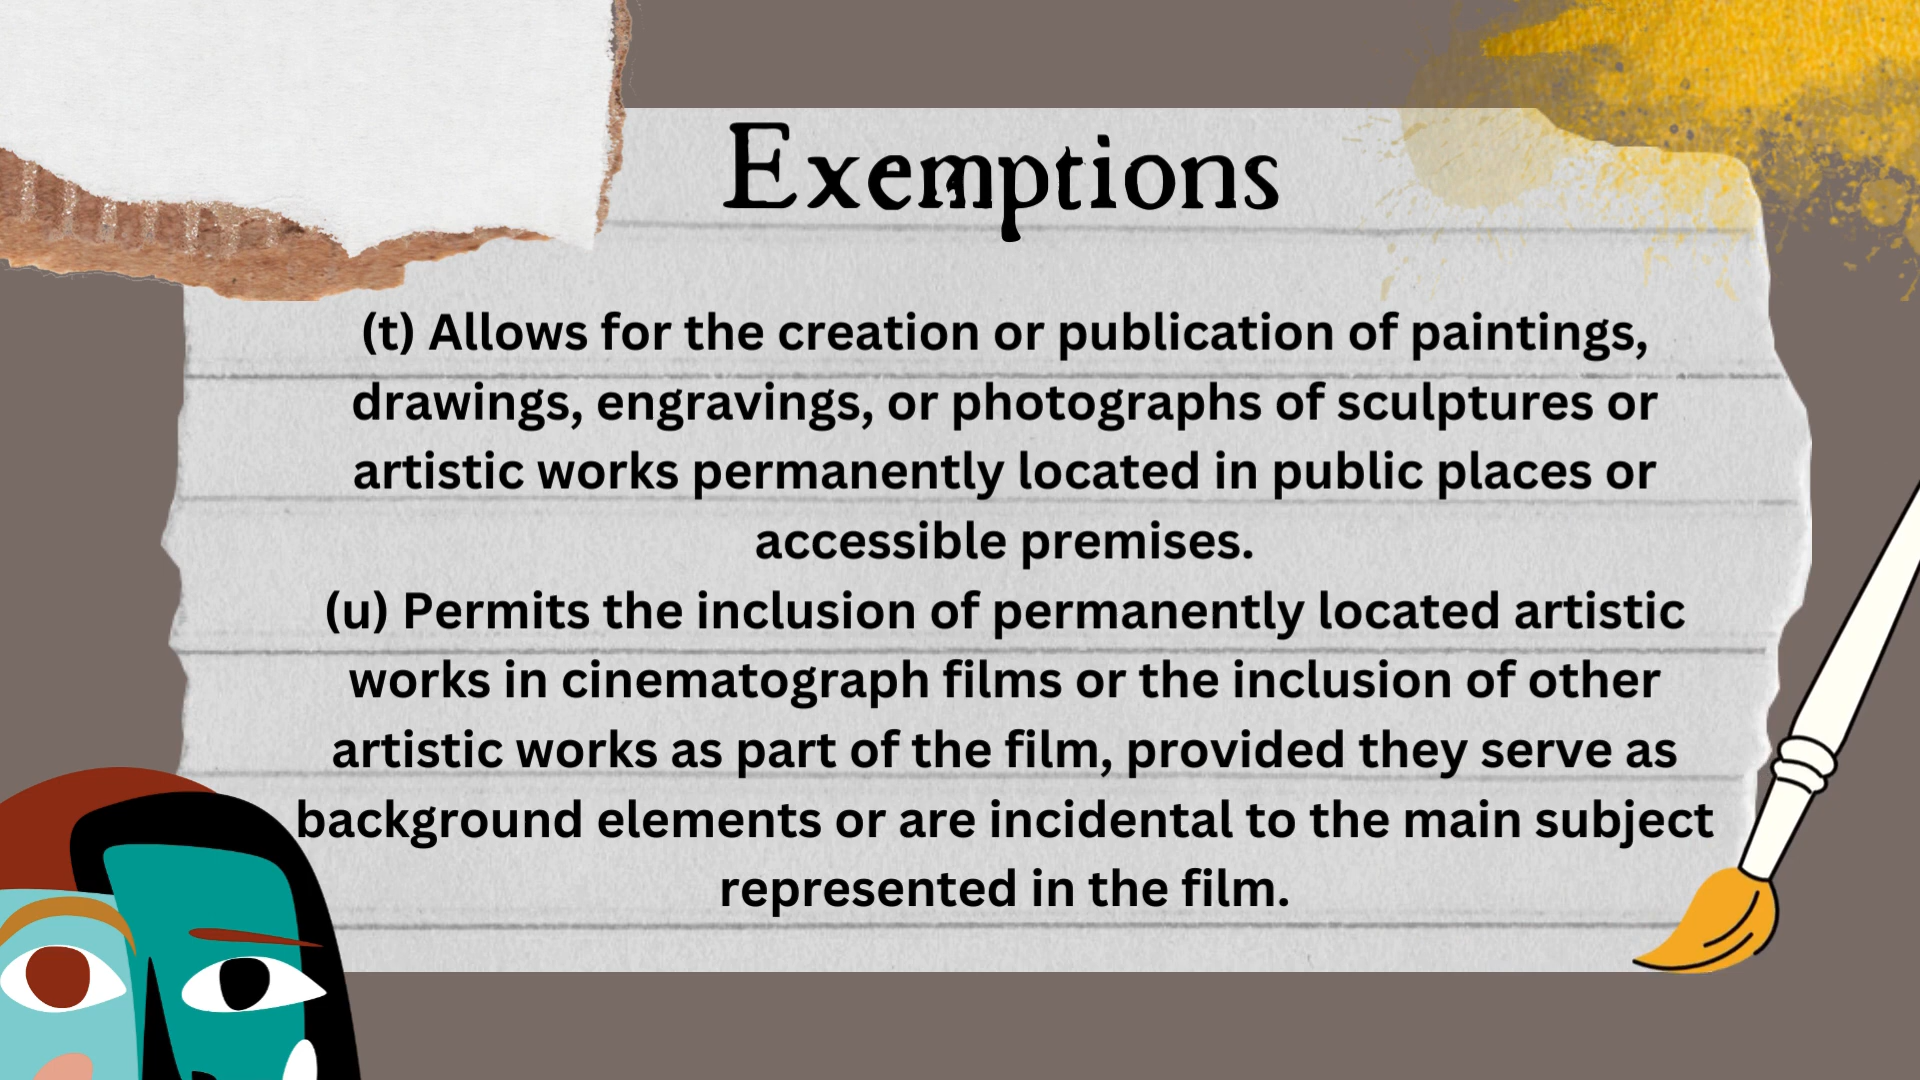 Exemptions
(t) Allows for the creation or publication of paintings,
drawings, engravings, or photographs of sculptures or
artistic works permanently located in public places or
accessible premises.
(u) Permits the inclusion of permanently located artistic
works in cinematograph films or the inclusion of other
artistic works as part of the film, provided they serve as
background elements or are incidental to the main subject
represented in the film.